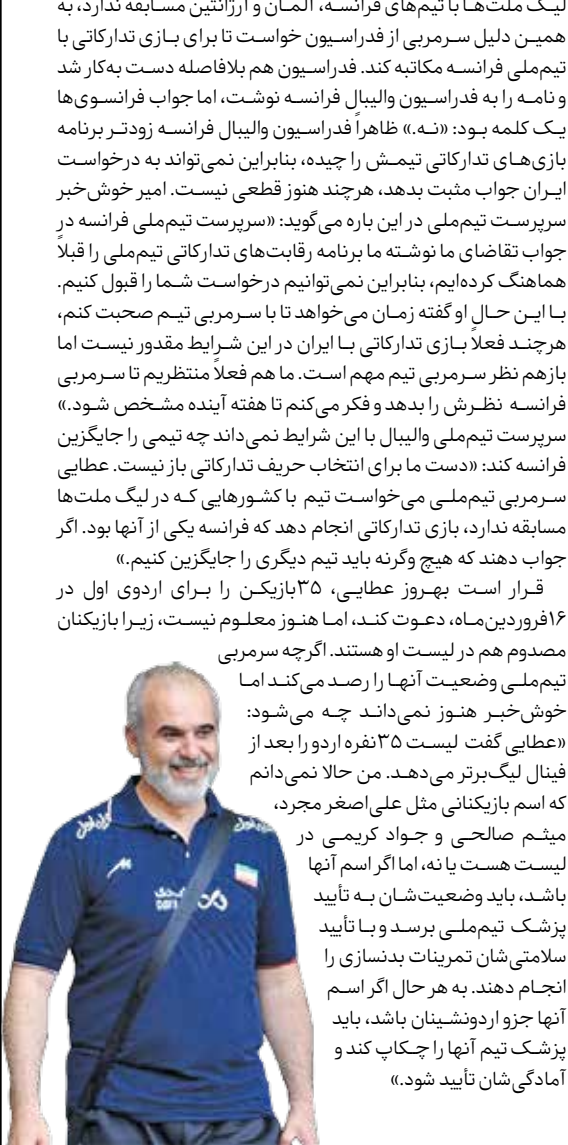 لیگ ملت‌ها با تیم‌های فرانسه، آلمان و آرژانتین مسابقه ندارد، به
همین دلیل سرمربی از فدراسیون خواست تا برای بازی تدارکاتی با
تیم‌ملی فرانسه مکاتبه کند. فدراسیون هم بلافاصله دست به‌کار شد
و نامه را به فدراسیون والیبال فرانسه نوشت، اما جواب فرانسوی‌ها
یک کلمه بود: «نه.» ظاهراً فدراسیون والیبال فرانسه زودتر برنامه
بازی‌های تدارکاتی تیمش را چیده، بنابراین نمی‌تواند به درخواست
ایران جواب مثبت بدهد، هرچند هنوز قطعی نیست. امیر خوش‌خبر
سرپرست تیم‌ملی در این باره می‌گوید: «سرپرست تیم‌ملی فرانسه در
جواب تقاضای ما نوشته ما برنامه رقابت‌های تدارکاتی تیم‌ملی را قبلاً
هماهنگ کرده‌ایم، بنابراین نمی‌توانیم درخواست شما را قبول کنیم.
با این حال او گفته زمان می‌خواهد تا با سرمربی تیم صحبت کنم،
هرچند فعلاً بازی تدارکاتی با ایران در این شرایط مقدور نیست اما
بازهم نظر سرمربی تیم مهم است. ما هم فعلاً منتظریم تا سرمربی
فرانسه نظرش را بدهد و فکر می‌کنم تا هفته آینده مشخص شود.»
سرپرست تیم‌ملی والیبال با این شرایط نمی‌داند چه تیمی را جایگزین
فرانسه کند: «دست ما برای انتخاب حریف تدارکاتی باز نیست. عطایی
سرمربی تیم‌ملی می‌خواست تیم با کشورهایی که در لیگ ملت‌ها
مسابقه ندارد، بازی تدارکاتی انجام دهد که فرانسه یکی از آنها بود. اگر
جواب دهند که هیچ وگرنه باید تیم دیگری را جایگزین کنیم.»
قرار است بهروز عطایی، ۳۵بازیکن را برای اردوی اول در
۱۶فروردین‌ماه، دعوت کند، اما هنوز معلوم نیست، زیرا بازیکنان
مصدوم هم در لیست او هستند. اگرچه سرمربی
تیم‌ملی وضعیت آنها را رصد می‌کند اما
خوش‌خبر هنوز نمی‌داند چه می‌شود:
«عطایی گفت لیست ۳۵نفره اردو را بعد از
فینال لیگ‌برتر می‌دهد. من حالا نمی‌دانم
که اسم بازیکنانی مثل علی‌اصغر مجرد،
میثم صالحی و جواد کریمی در
لیست هست یا نه، اما اگر اسم آنها
باشد، باید وضعیت‌شان به تأیید
پزشک تیم‌ملی برسد و با تأیید
سلامتی‌شان تمرینات بدنسازی را
انجام دهند. به هر حال اگر اسم
آنها جزو اردونشینان باشد، باید
پزشک تیم آنها را چکاپ کند و
آمادگی‌شان تأیید شود.»